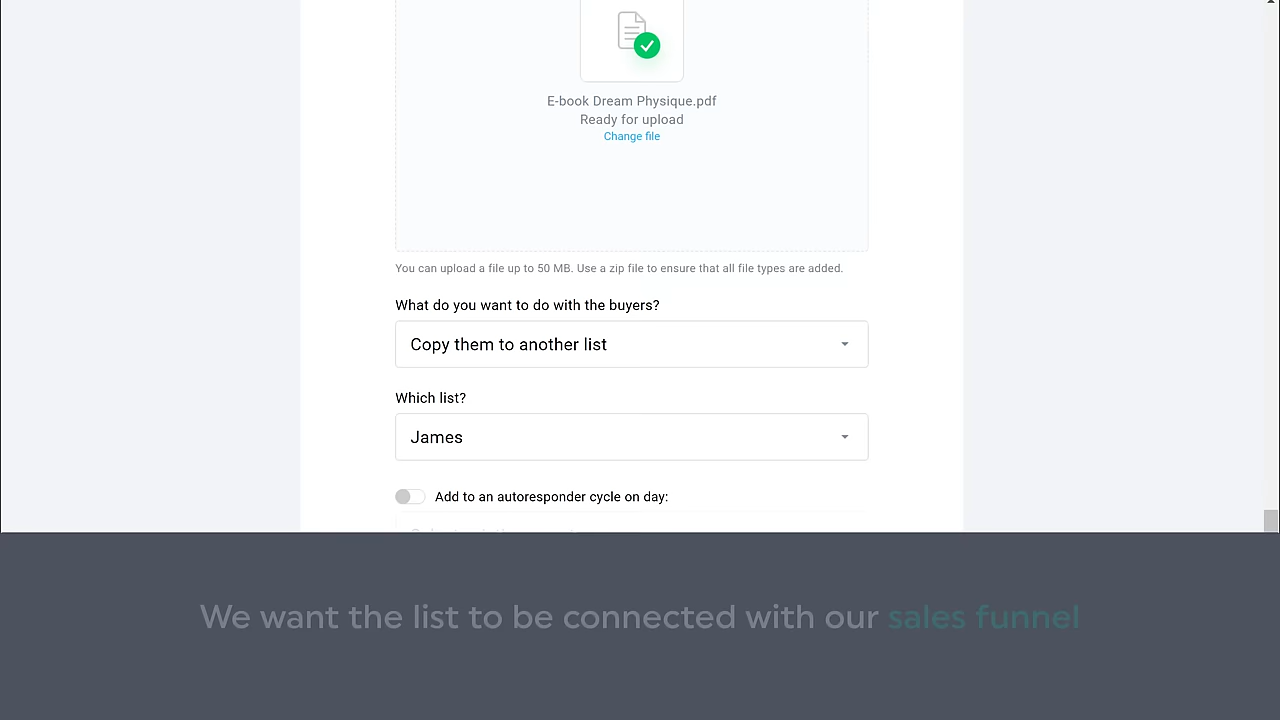 E-book Dream Physique.pdf
Ready for upload
Change file
You can upload a file up to 50 MB. Use a zip file to ensure that all file types are added.
What do you want to do with the buyers?
Copy them to another list
Which list?
James
Add to an autoresponder cycle on day:
We want the list to be connected with our sales funnel